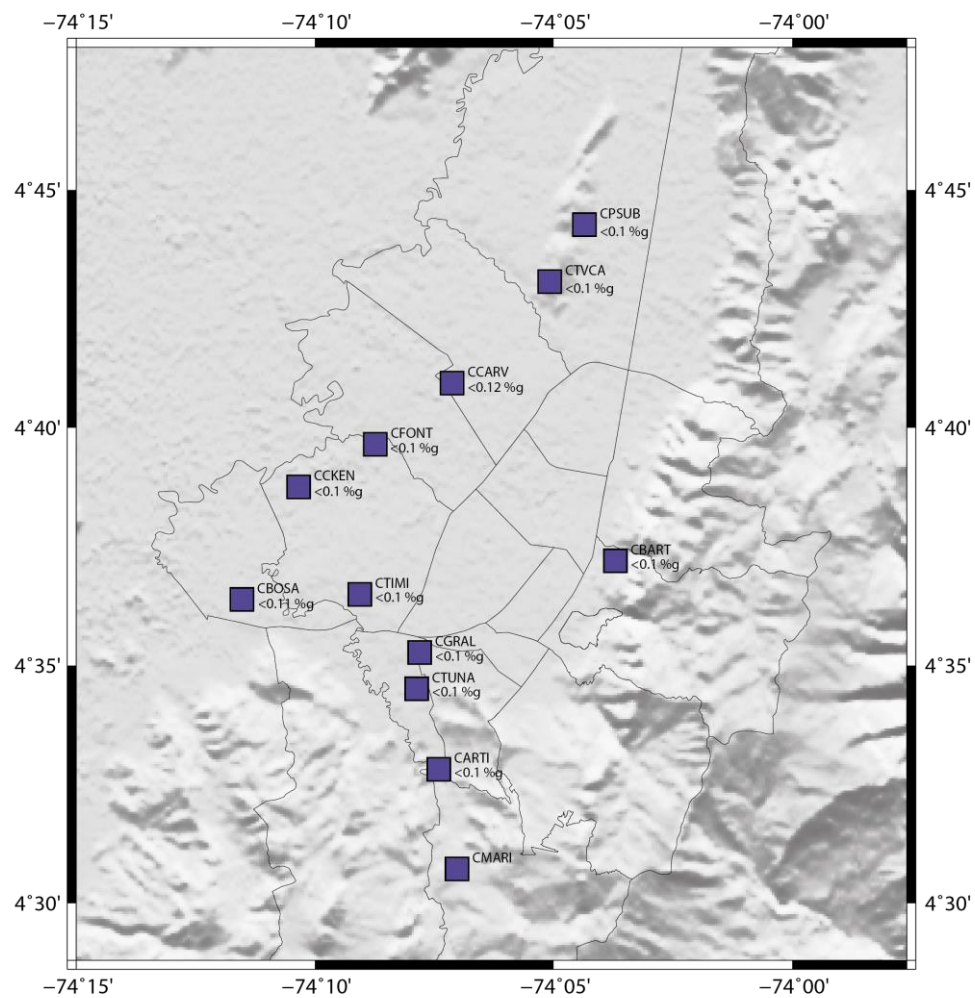 −74˚15' −74˚10' −74˚05' −74˚00'
4˚45' 4˚45'
CPSUB
<0.1 %g
CTVCA
<0.1 %g
CCARV
<0.12 %g
4˚40' 4˚40'
CFONT
<0.1 %g
CCKEN
<0.1 %g
CBART
<0.1 %g
CTIMI
<0.1 %g
CBOSA
<0.11 %g
CGRAL
<0.1 %g
4˚35' 4˚35'
CTUNA
<0.1 %g
CARTI
<0.1 %g
CMARI
4˚30' 4˚30'
−74˚15' −74˚10' −74˚05' −74˚00'